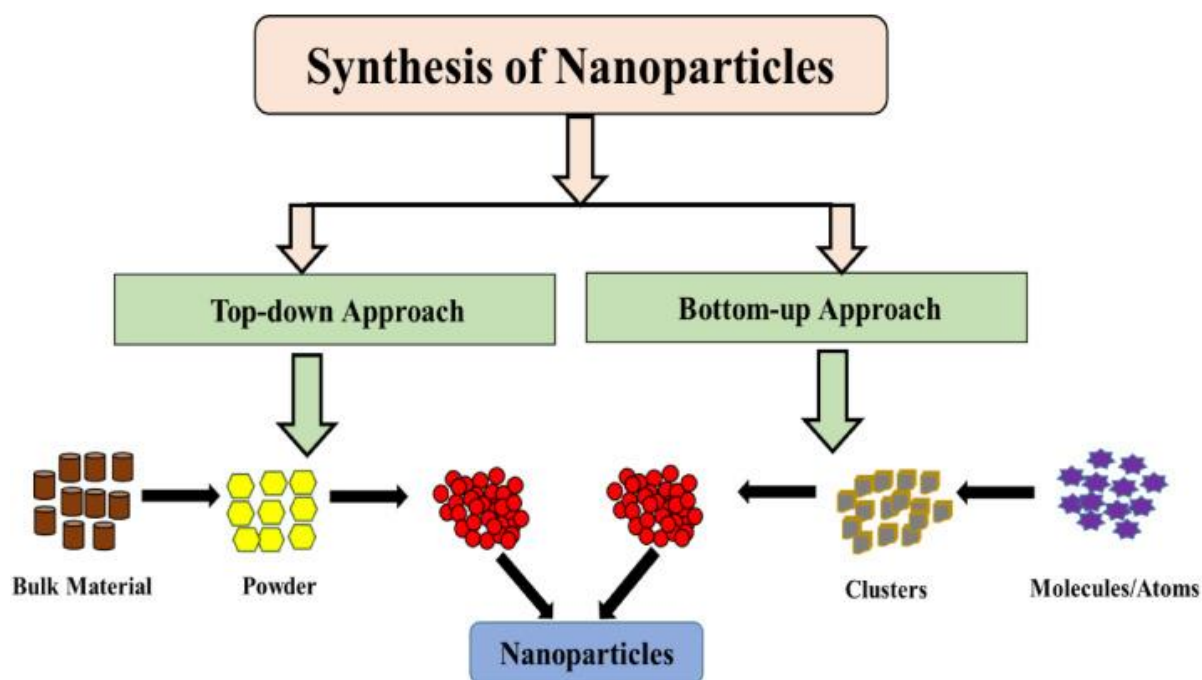 Synthesis of Nanoparticles
Top-down Approach
Bottom-up Approach
Bulk Material
Powder
Clusters
Molecules/Atoms
Nanoparticles